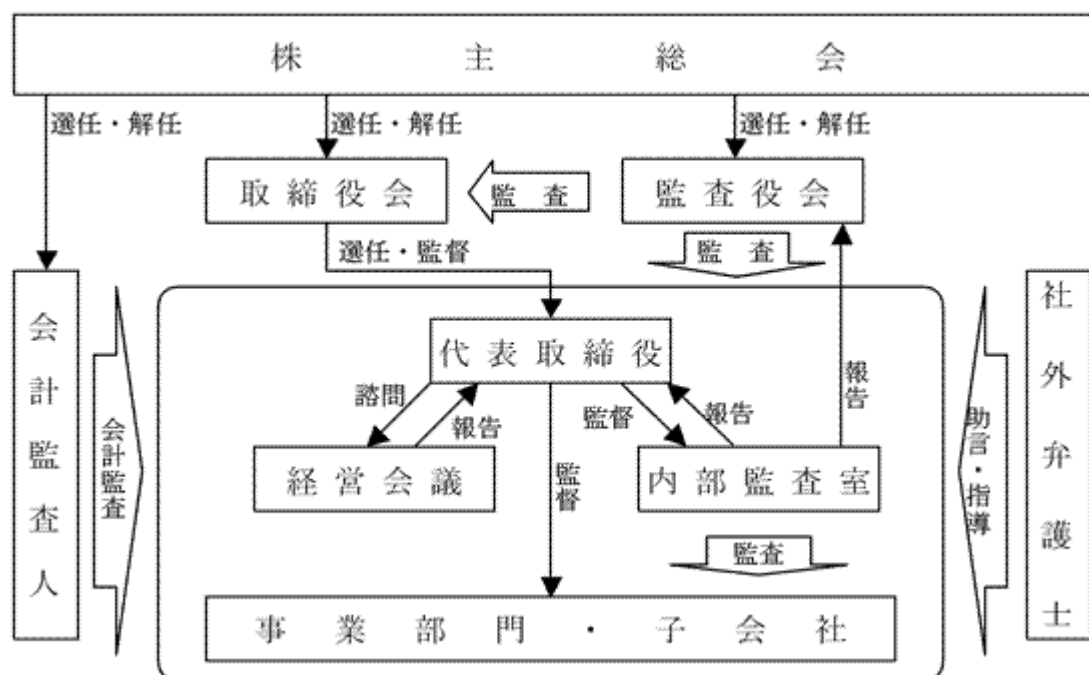 株主総会
選任・解任
選任・解任
選任・解任
取締役会
監査
監査役会
選任・監督
監査
会計監査人
会計監査
代表取締役
諮問
報告
監督
報告
報告
経営会議
監督
内部監査室
監査
事業部門・子会社
助言・指導
社外弁護士